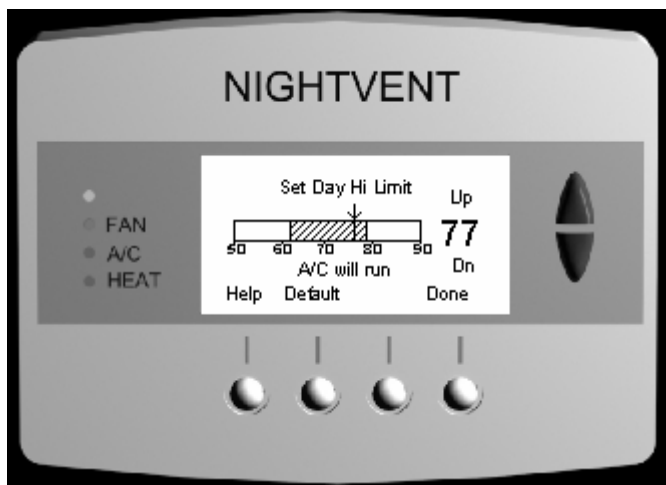 NIGHTVENT
FAN
A/C
HEAT
Set Day Hi Limit
50 60 70 80 90
A/C will run
Up
77
Dn
Help Default Done